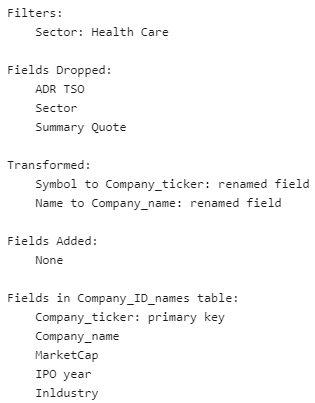 Filters:
Sector: Health Care
Fields Dropped:
ADR TSO
Sector
Summary Quote
Transformed:
Symbol to Company_ticker: renamed field
Name to Company_name: renamed field
Fields Added:
None
Fields in Company_ID_names table:
Company_ticker: primary key
Company_name
MarketCap
IPO year
Inldustry